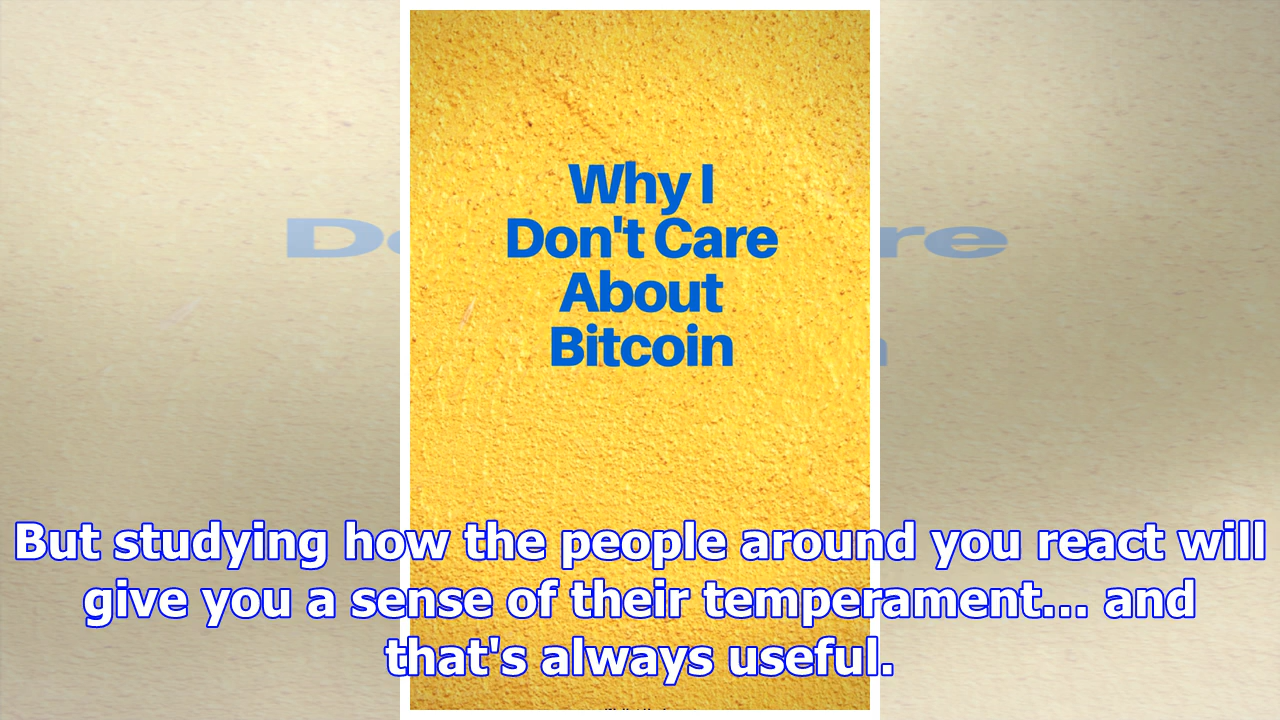 Why I
Don't Care
About
Bitcoin
But studying how the people around you react will
give you a sense of their temperament... and
that's always useful.